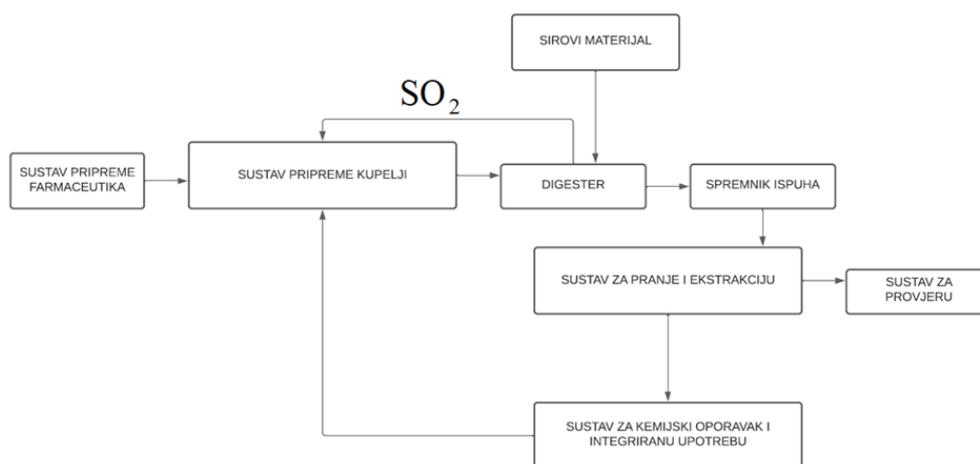 SIROVI MATERIJAL
SO₂
SUSTAV PRIPREME
FARMACEUTIKA
SUSTAV PRIPREME KUPELJI
DIGESTER
SPREMNIK ISPUHA
SUSTAV ZA PRANJE I EKSTRAKCIJU
SUSTAV ZA
PROVJERU
SUSTAV ZA KEMIJSKI OPORAVAK I
INTEGRIRANU UPOTREBU